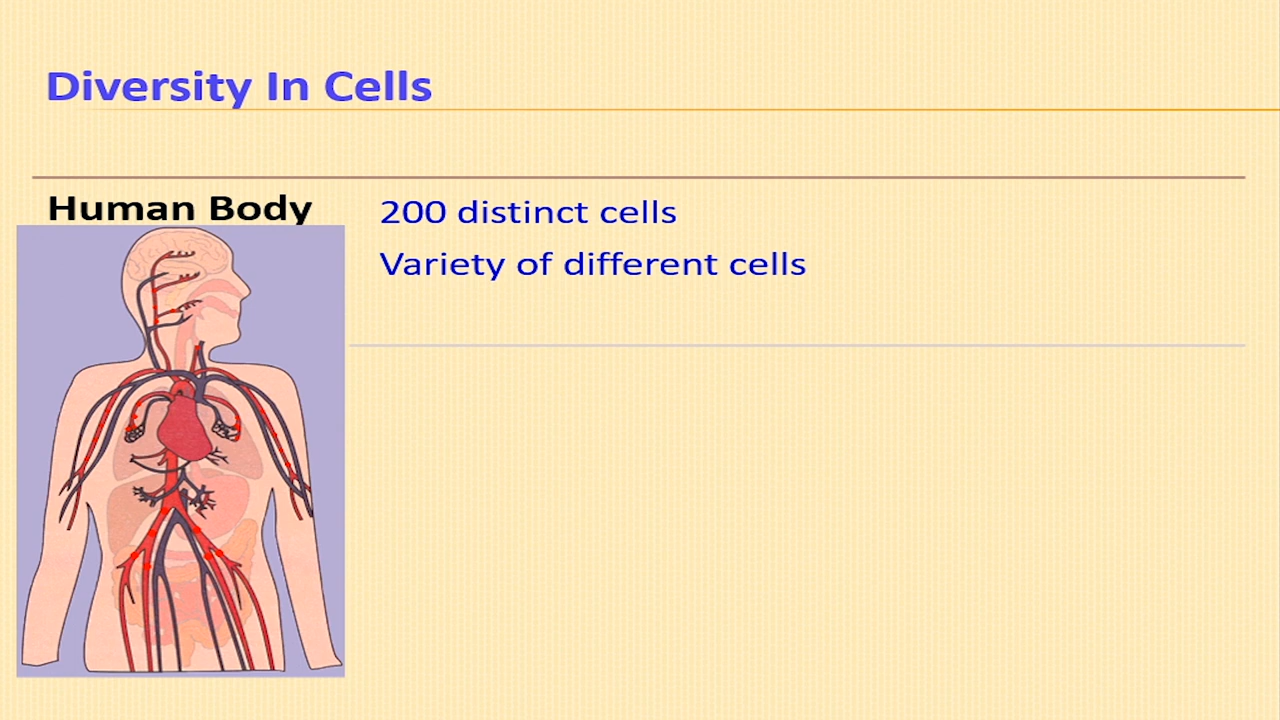 Diversity In Cells
Human Body
200 distinct cells
Variety of different cells